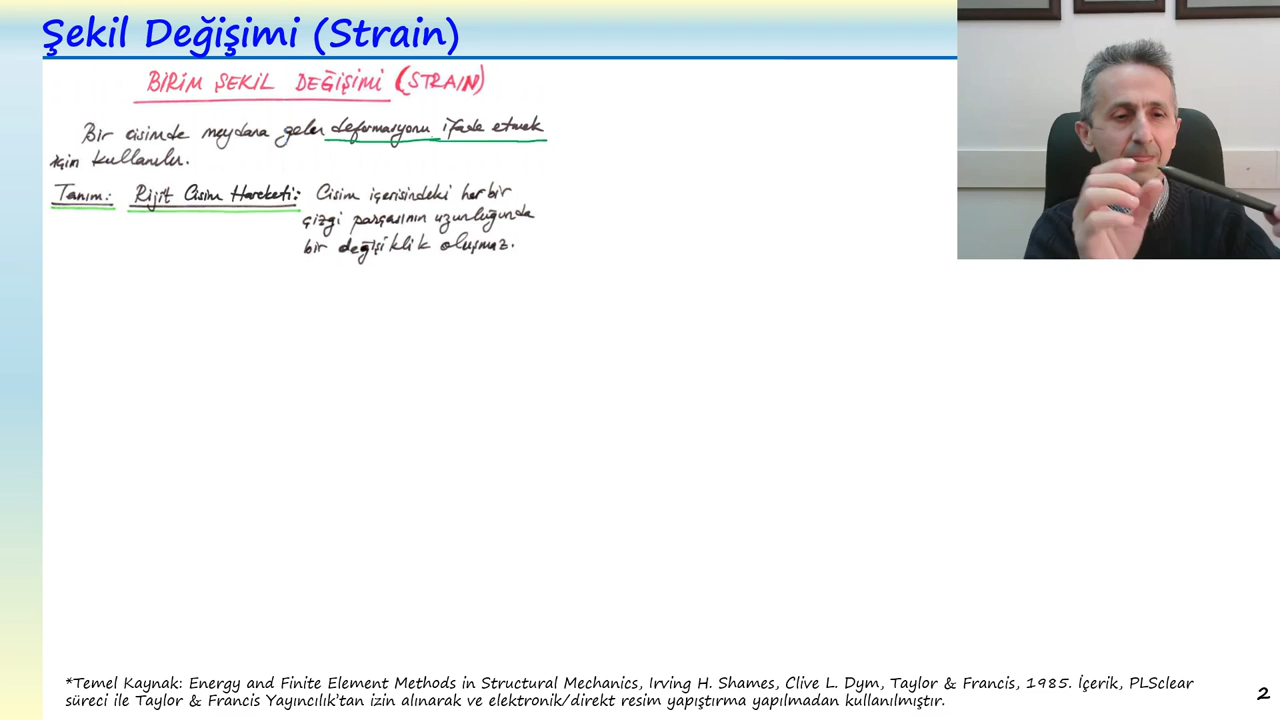 Şekil Değişimi (Strain)
BİRİM ŞEKİL DEĞİŞİMİ (STRAIN)
Bir cisimde meydana gelen deformasyonu ifade etmek
için kullanılır.
Tanım: Rijit Cisim Hareketi: Cisim içerisindeki her bir
çizgi parçasının uzunluğunda
bir değişiklik oluşmaz.
*Temel Kaynak: Energy and Finite Element Methods in Structural Mechanics, Irving H. Shames, Clive L. Dym, Taylor & Francis, 1985. İçerik, PLSclear
süreci ile Taylor & Francis Yayıncılık'tan izin alınarak ve elektronik/direkt resim yapıştırma yapılmadan kullanılmıştır.
2